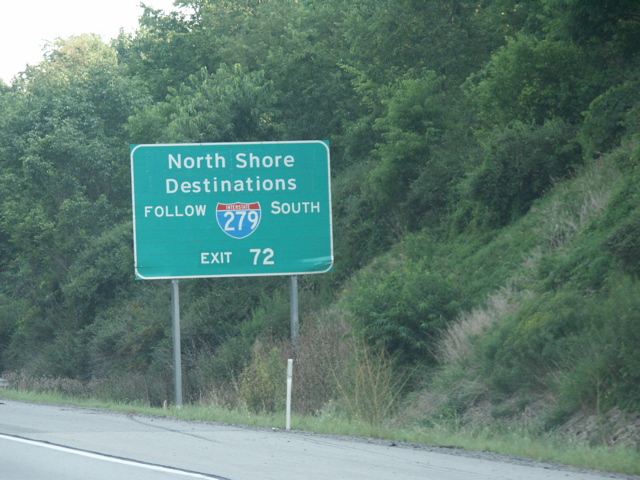 North Shore
Destinations
FOLLOW INTERSTATE 279 SOUTH
EXIT 72